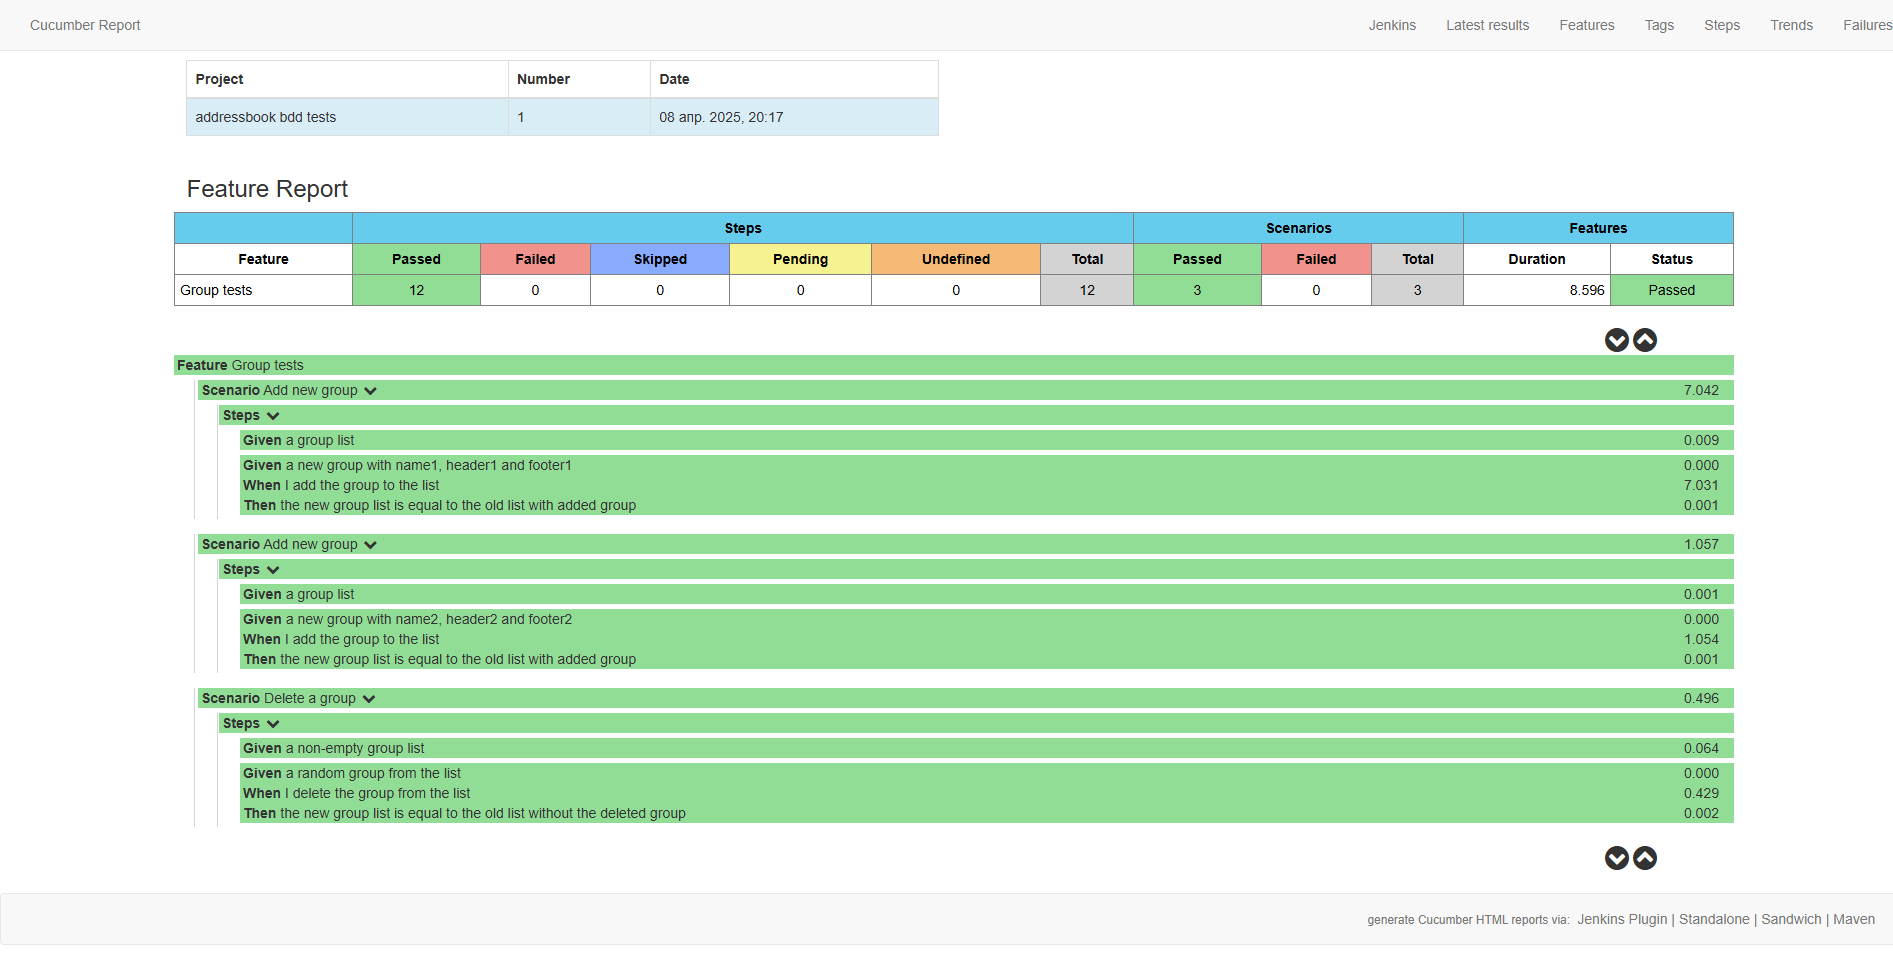 Cucumber Report Jenkins Latest results Features Tags Steps Trends Failures
Project Number Date
addressbook bdd tests 1 08 апр. 2025, 20:17
Feature Report
Steps Scenarios Features
Feature Passed Failed Skipped Pending Undefined Total Passed Failed Total Duration Status
Group tests 12 0 0 0 0 12 3 0 3 8.596 Passed
Feature Group tests
Scenario Add new group 7.042
Steps
Given a group list 0.009
Given a new group with name1, header1 and footer1 0.000
When I add the group to the list 7.031
Then the new group list is equal to the old list with added group 0.001
Scenario Add new group 1.057
Steps
Given a group list 0.001
Given a new group with name2, header2 and footer2 0.000
When I add the group to the list 1.054
Then the new group list is equal to the old list with added group 0.001
Scenario Delete a group 0.496
Steps
Given a non-empty group list 0.064
Given a random group from the list 0.000
When I delete the group from the list 0.429
Then the new group list is equal to the old list without the deleted group 0.002
generate Cucumber HTML reports via: Jenkins Plugin | Standalone | Sandwich | Maven